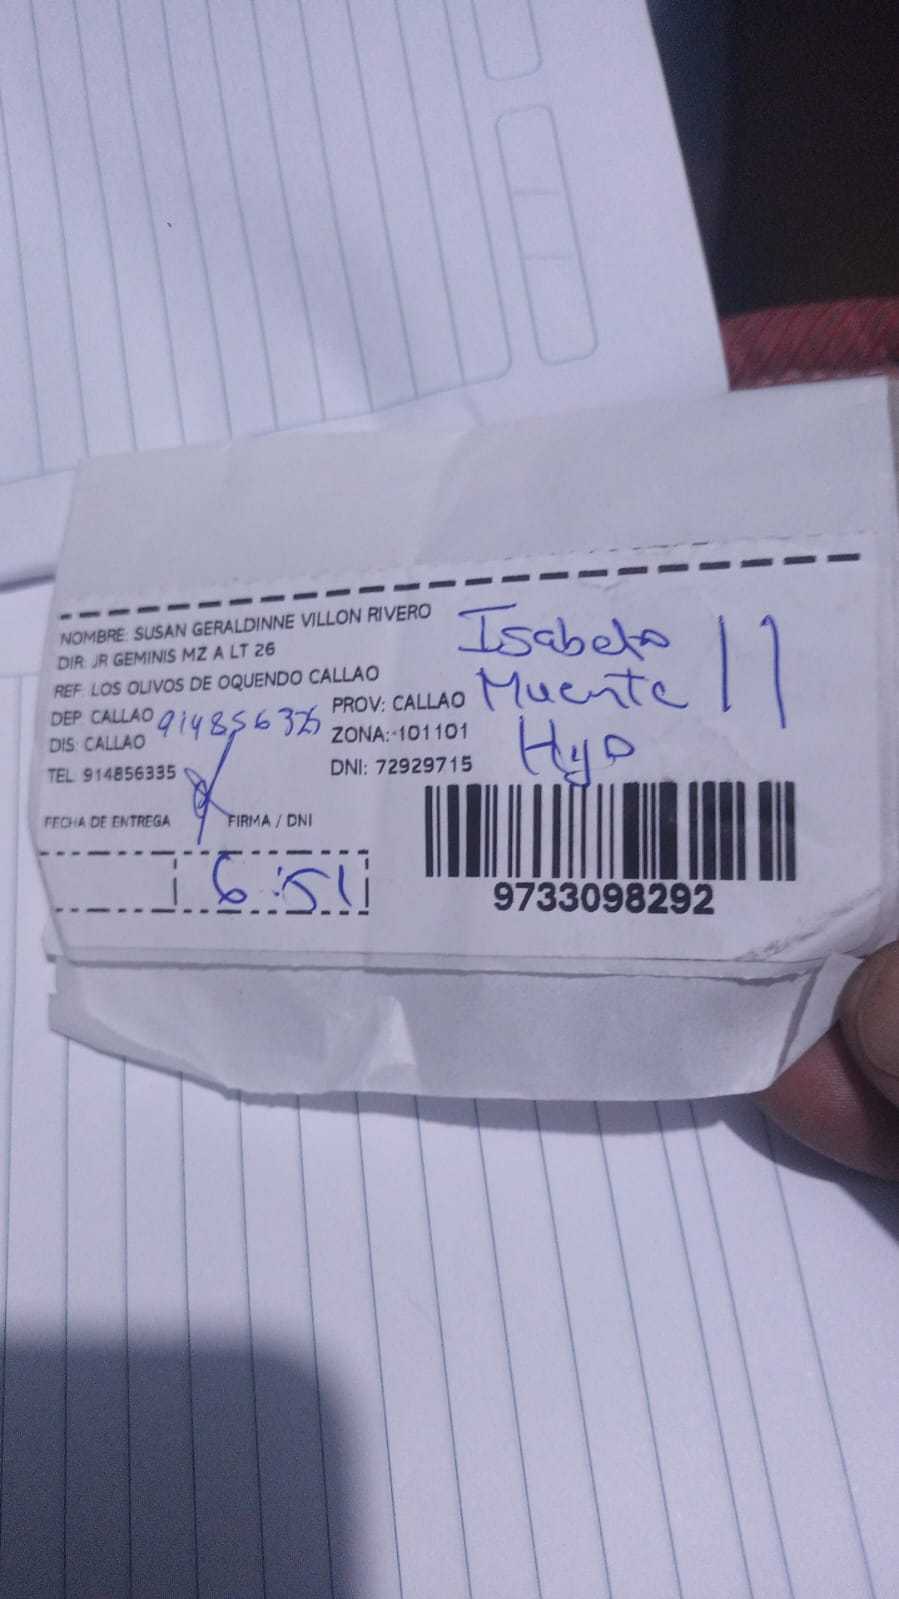 NOMBRE: SUSAN GERALDINNE VILLON RIVERO
DIR: JR GEMINIS MZ A LT 26
REF: LOS OLIVOS DE OQUENDO CALLAO
DEP: CALLAO
PROV: CALLAO
DIS: CALLAO
ZONA: 101101
TEL: 914856335
DNI: 72929715
FECHA DE ENTREGA
FIRMA / DNI
6:51
Isabela
Muente
Hyo
11
9733098292